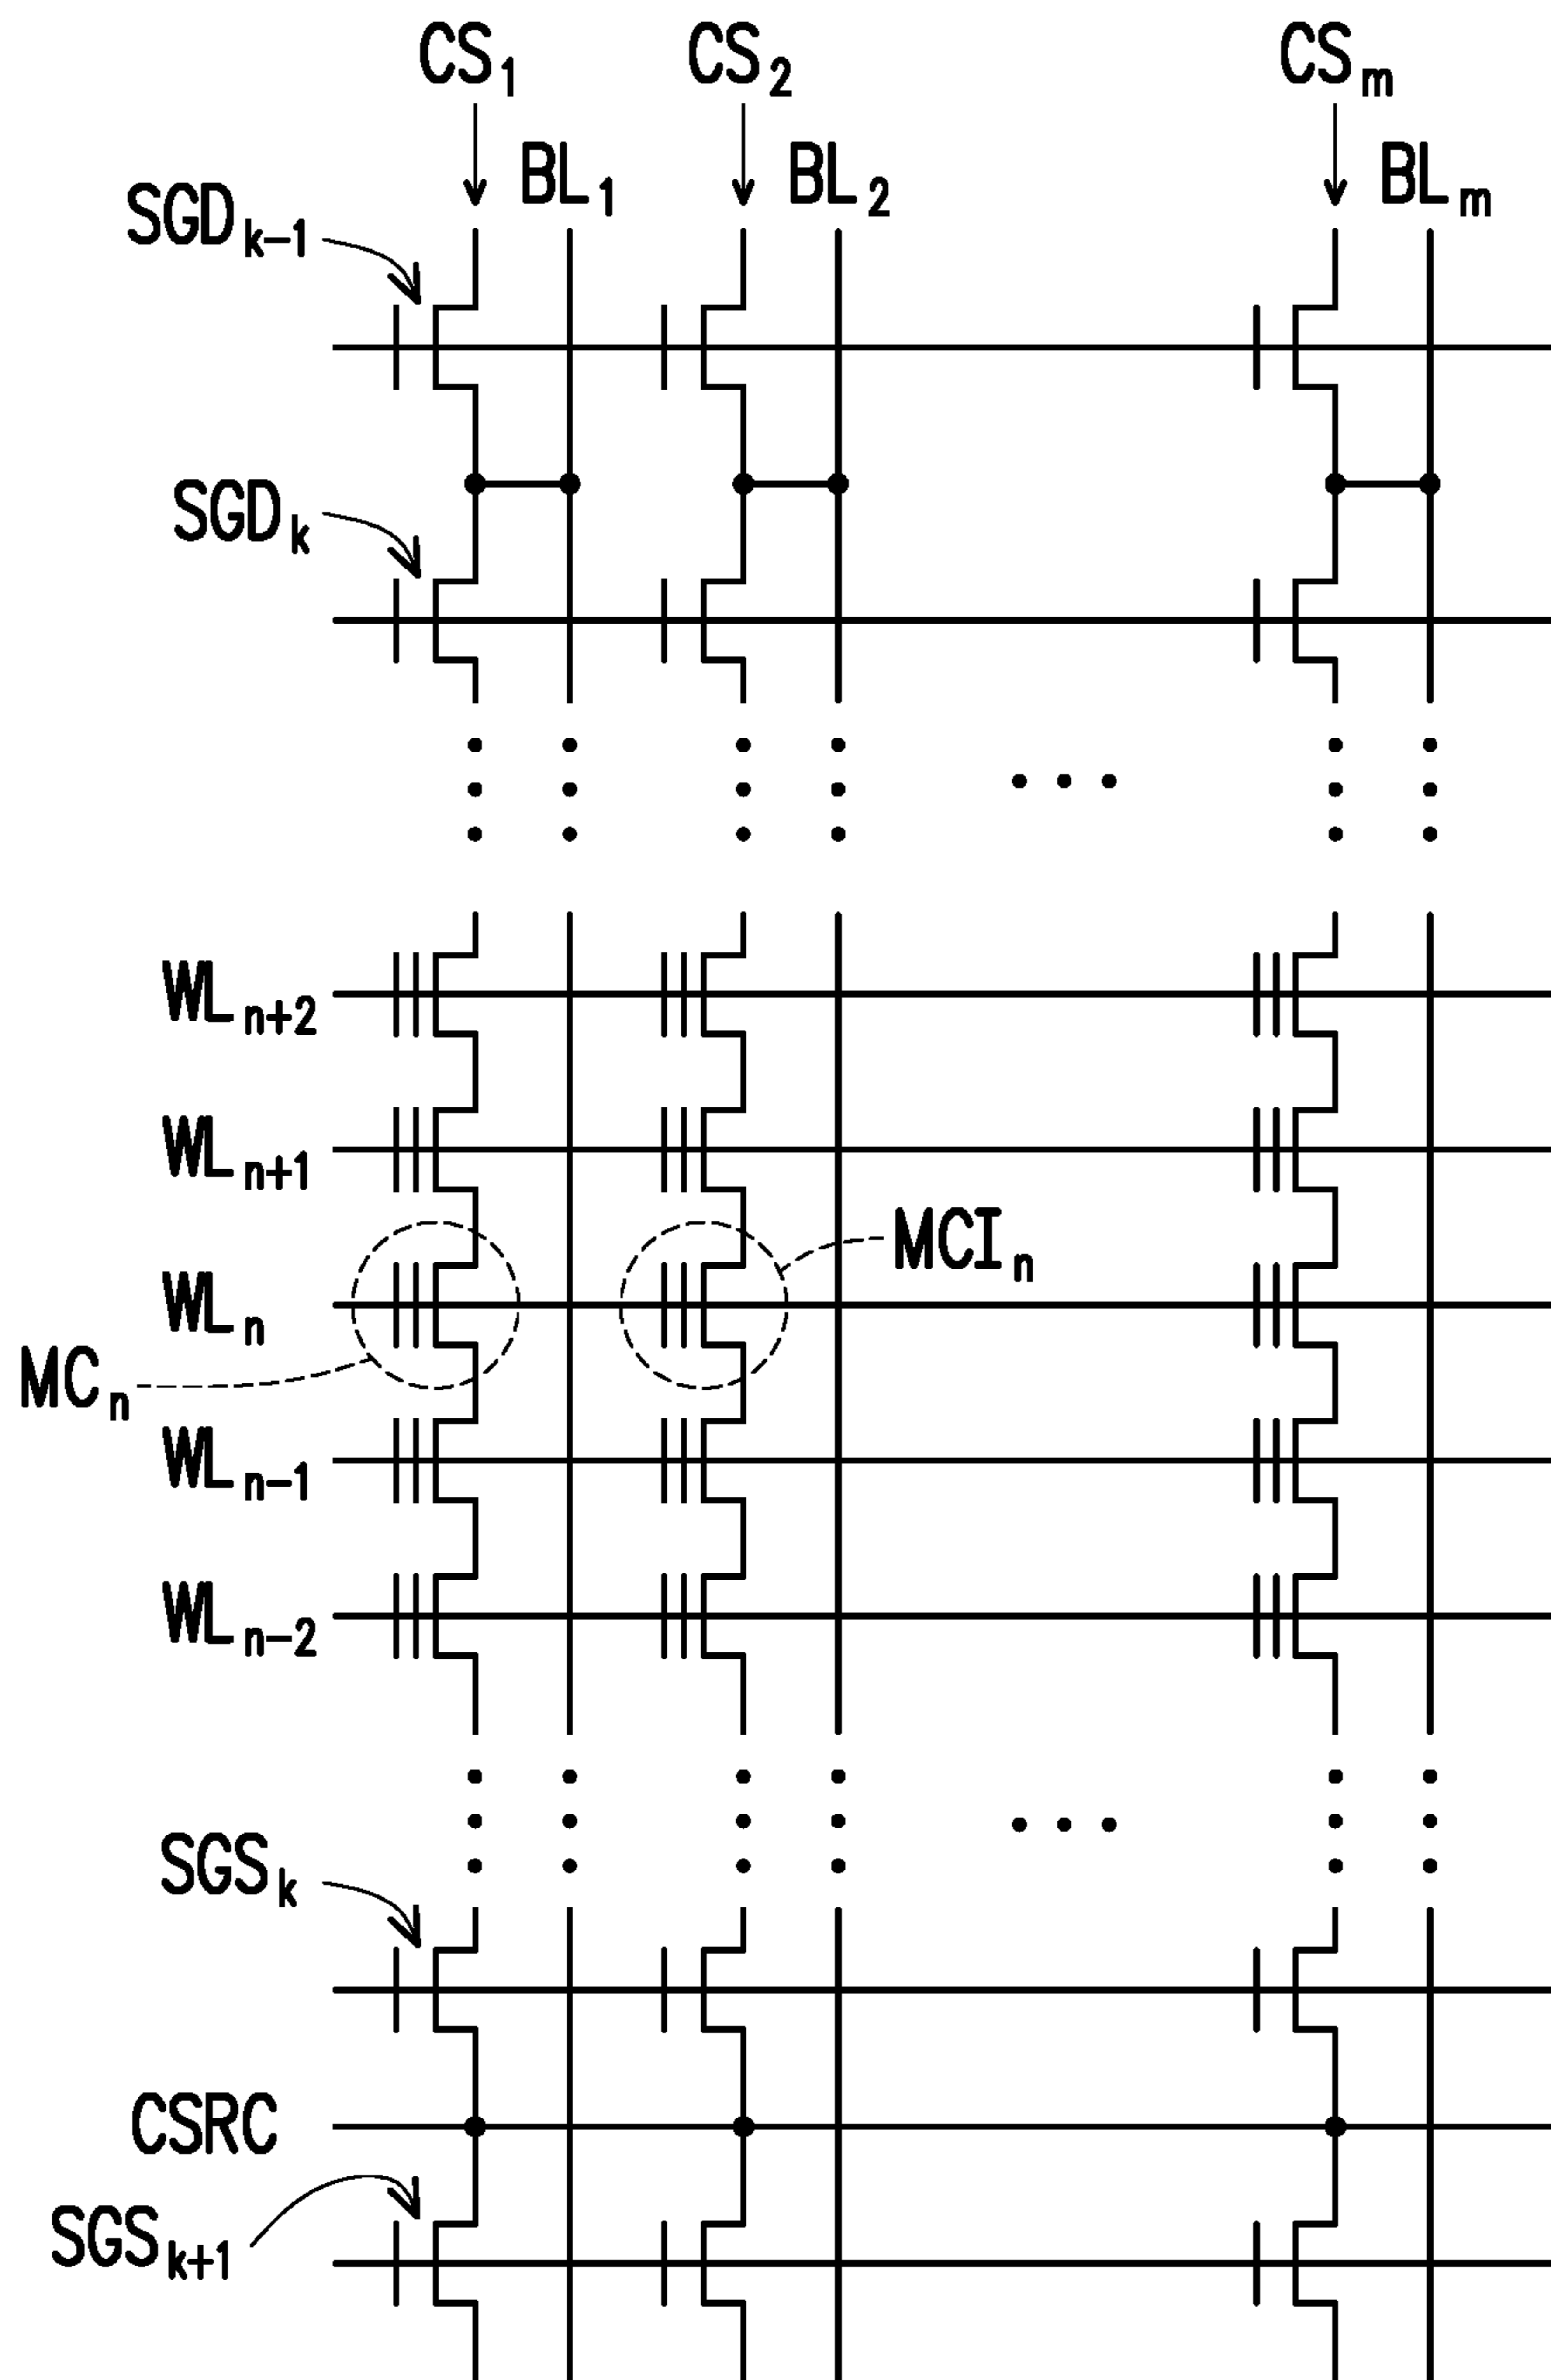 CS1 CS2 CSm
BL1 BL2 BLm
SGDk-1
SGDk
WLn+2
WLn+1
MCIn
WLn
MCn
WLn-1
WLn-2
SGSk
CSRC
SGSk+1